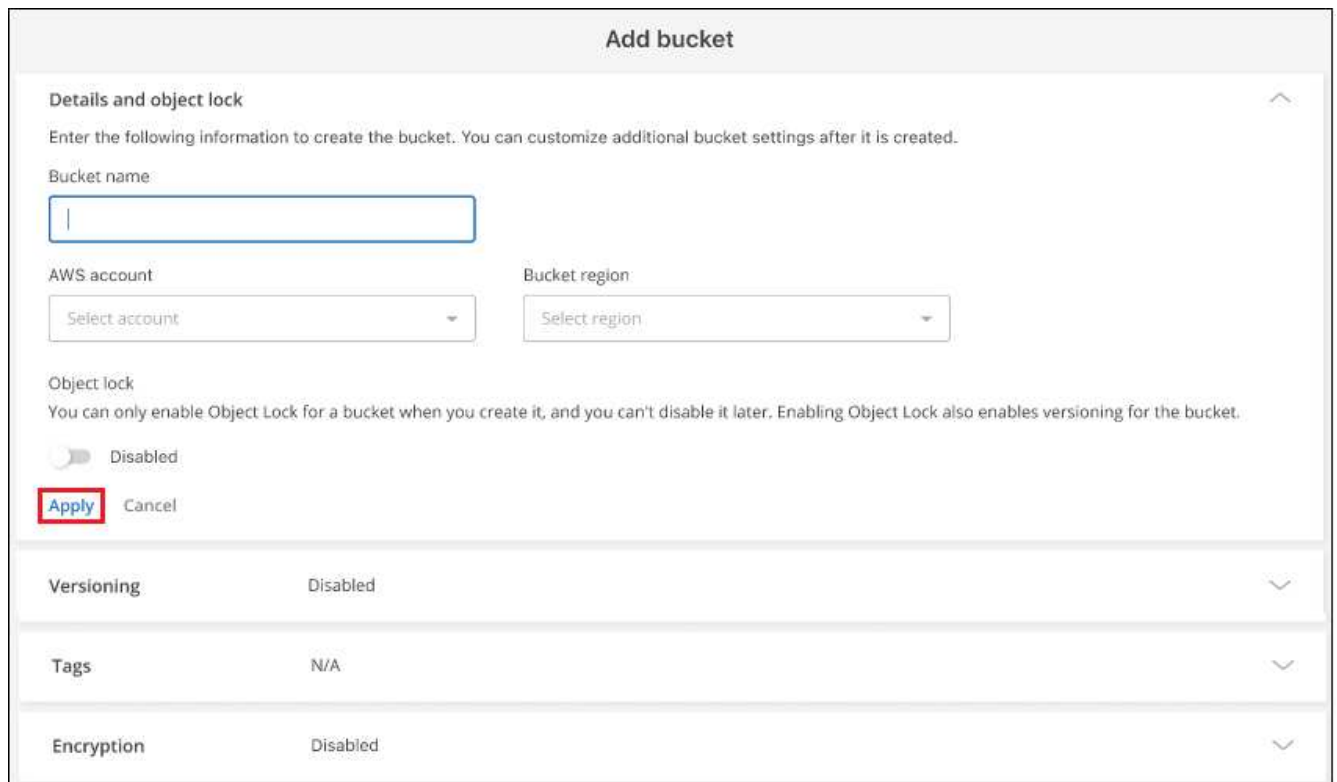 Add bucket
Details and object lock
Enter the following information to create the bucket. You can customize additional bucket settings after it is created.
Bucket name
AWS account
Bucket region
Select account
Select region
Object lock
You can only enable Object Lock for a bucket when you create it, and you can't disable it later. Enabling Object Lock also enables versioning for the bucket.
Disabled
Apply Cancel
Versioning Disabled
Tags N/A
Encryption Disabled